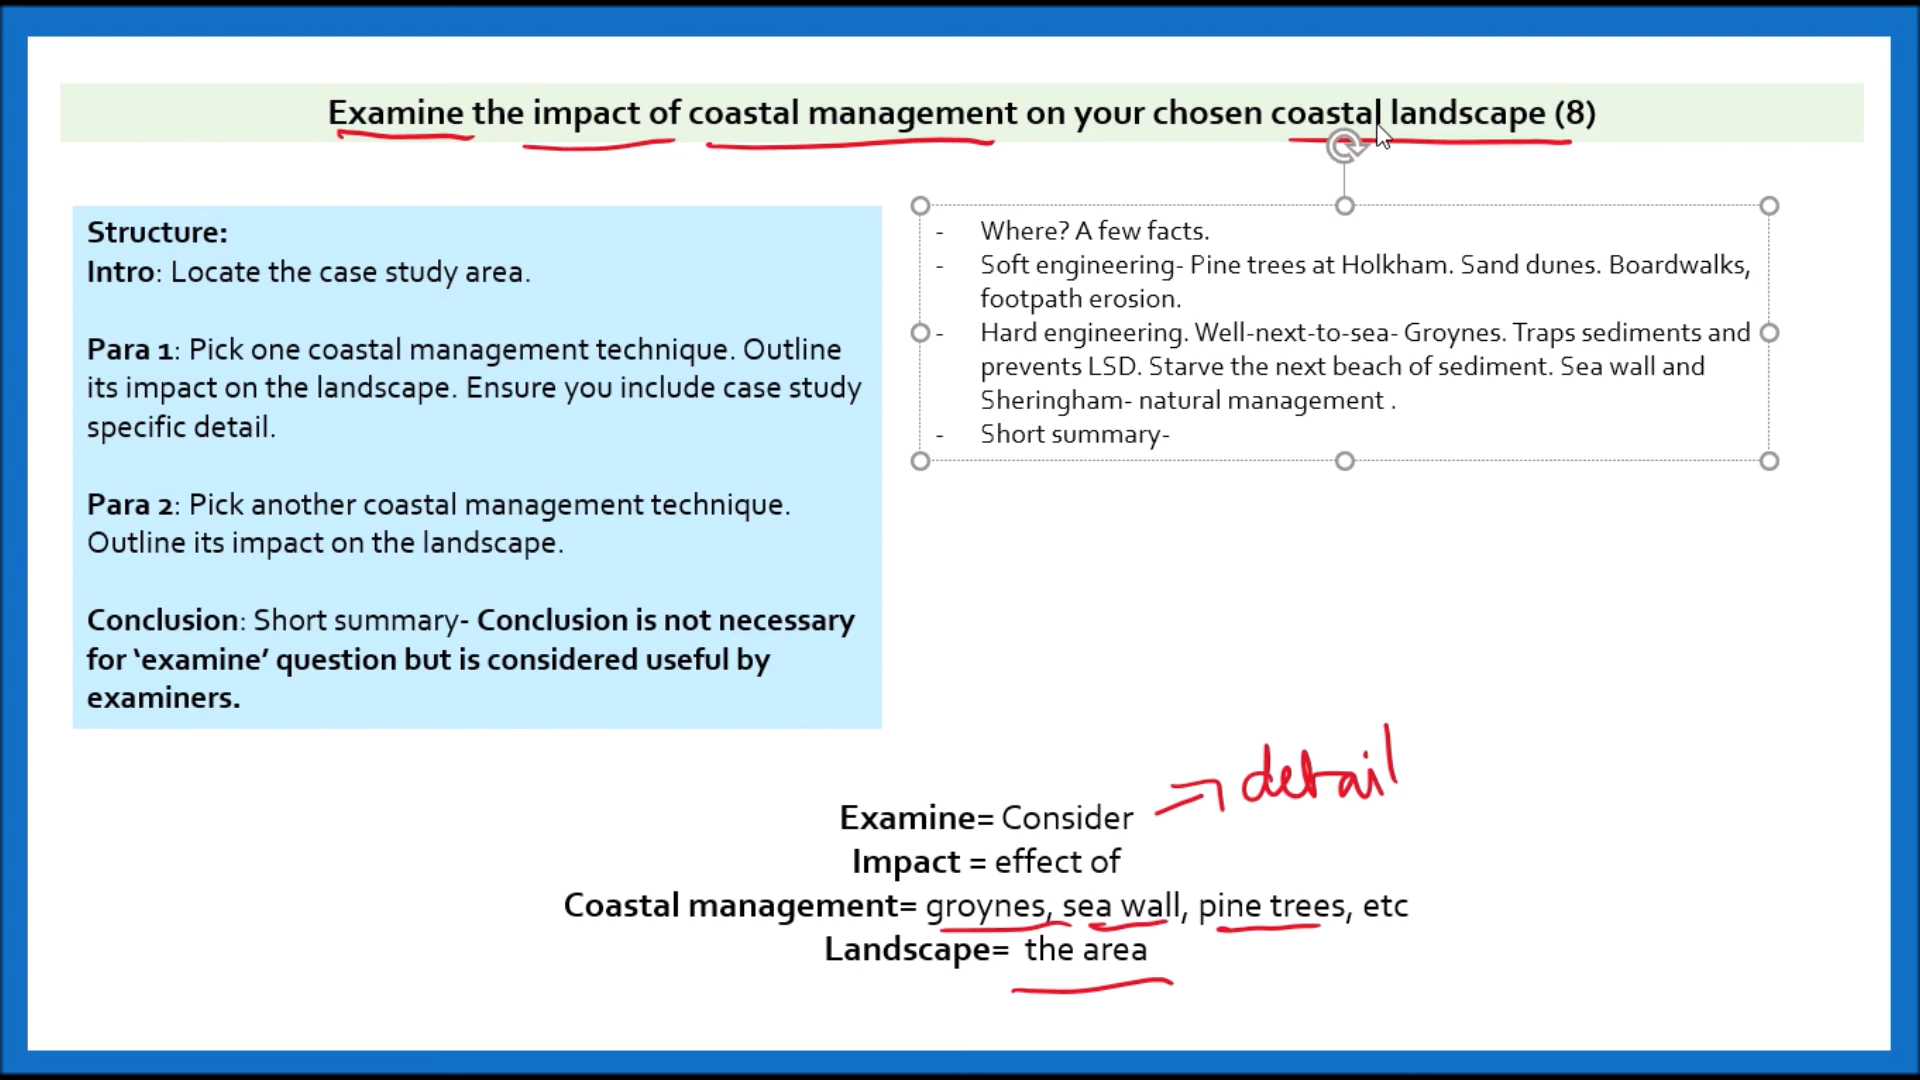 Examine the impact of coastal management on your chosen coastal landscape (8)
Structure:
Intro: Locate the case study area.
Para 1: Pick one coastal management technique. Outline
its impact on the landscape. Ensure you include case study
specific detail.
Para 2: Pick another coastal management technique.
Outline its impact on the landscape.
Conclusion: Short summary- Conclusion is not necessary
for ‘examine’ question but is considered useful by
examiners.
- Where? A few facts.
- Soft engineering- Pine trees at Holkham. Sand dunes. Boardwalks,
footpath erosion.
- Hard engineering. Well-next-to-sea- Groynes. Traps sediments and
prevents LSD. Starve the next beach of sediment. Sea wall and
Sheringham- natural management .
- Short summary-
detail
Examine= Consider
Impact = effect of
Coastal management= groynes, sea wall, pine trees, etc
Landscape= the area